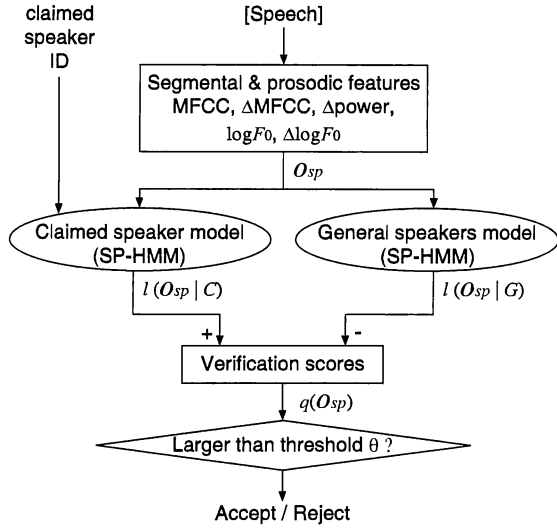 claimed
speaker
ID
[Speech]
Segmental & prosodic features
MFCC, ΔMFCC, Δpower,
logF0, ΔlogF0
Osp
Claimed speaker model
(SP-HMM)
General speakers model
(SP-HMM)
l (Osp | C)
l (Osp | G)
+
-
Verification scores
q(Osp)
Larger than threshold θ ?
Accept / Reject